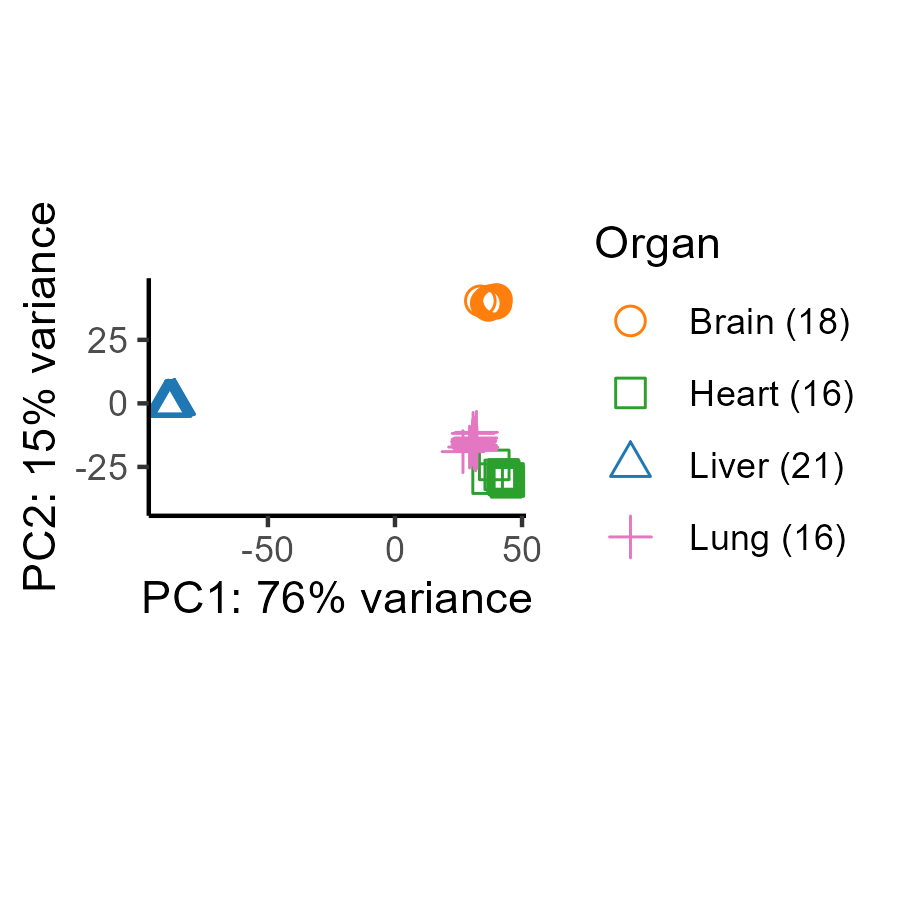 PC2: 15% variance
25
0
-25
-50
0
50
PC1: 76% variance
Organ
Brain (18)
Heart (16)
Liver (21)
Lung (16)